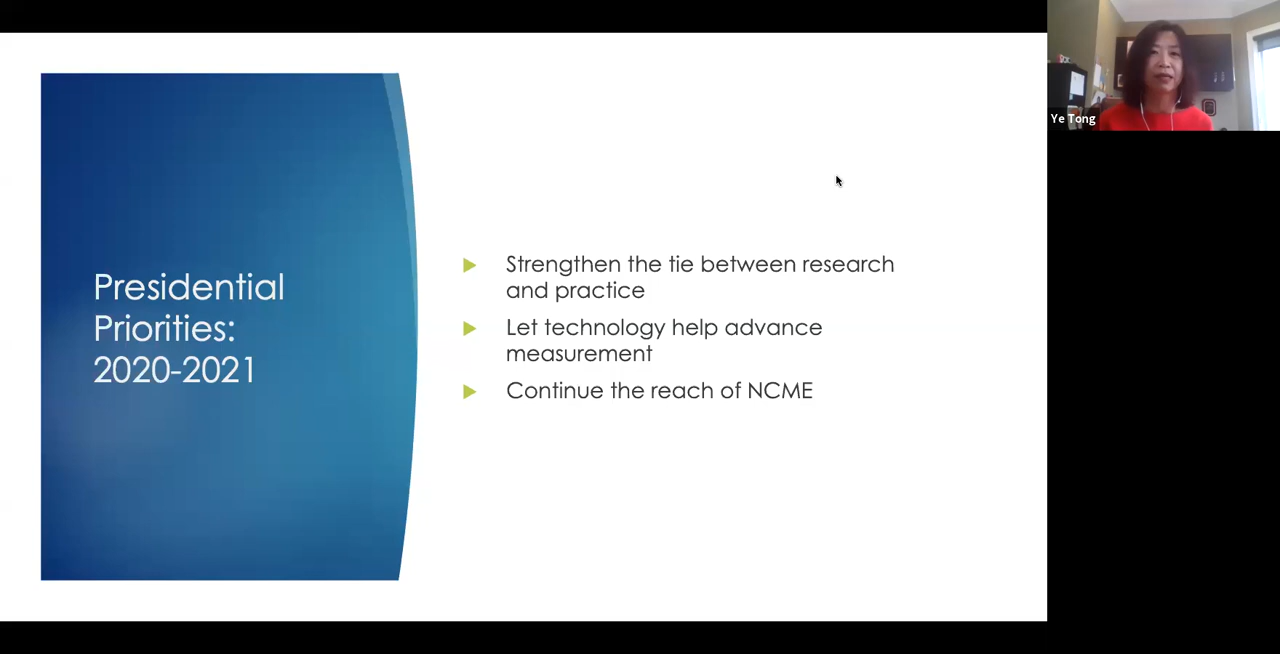 Ye Tong
Presidential
Priorities:
2020-2021
Strengthen the tie between research
and practice
Let technology help advance
measurement
Continue the reach of NCME